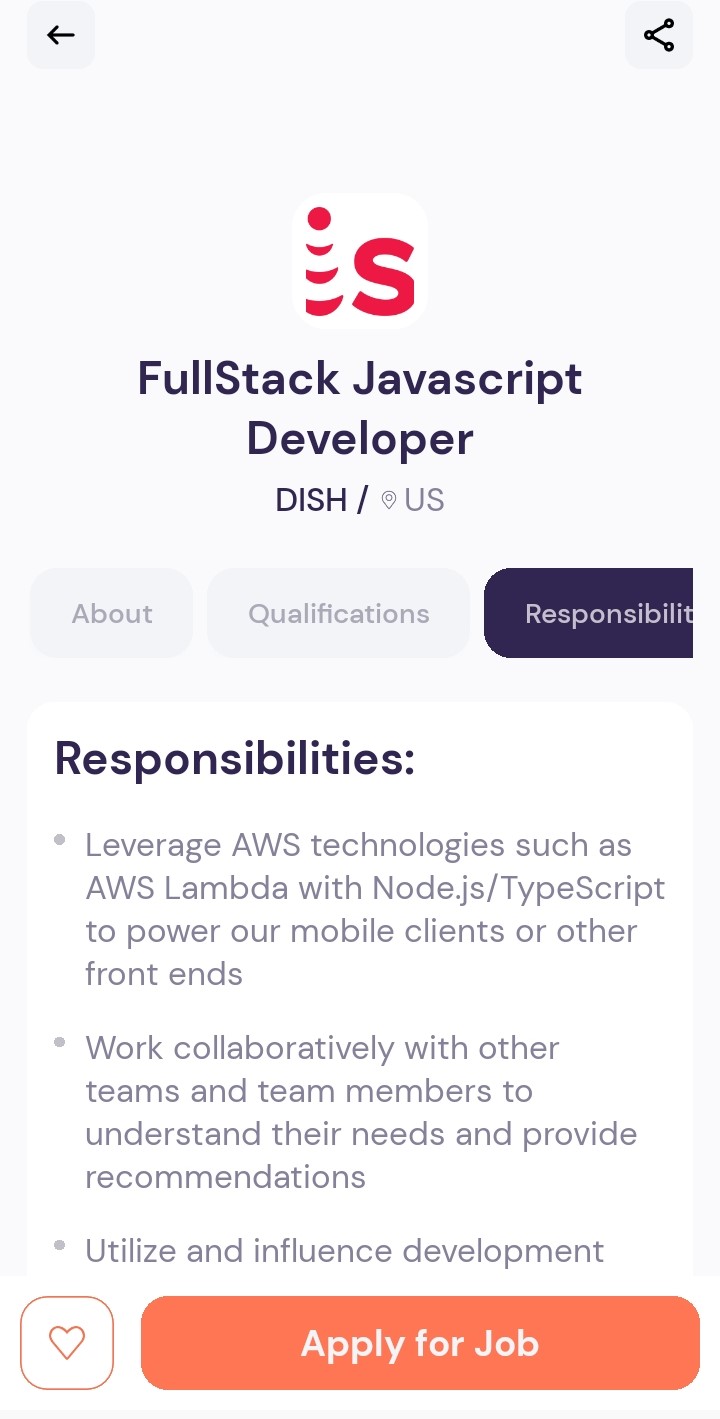 is
FullStack Javascript
Developer
DISH / US
About
Qualifications
Responsibilit
Responsibilities:
Leverage AWS technologies such as
AWS Lambda with Node.js/TypeScript
to power our mobile clients or other
front ends
Work collaboratively with other
teams and team members to
understand their needs and provide
recommendations
Utilize and influence development
Apply for Job